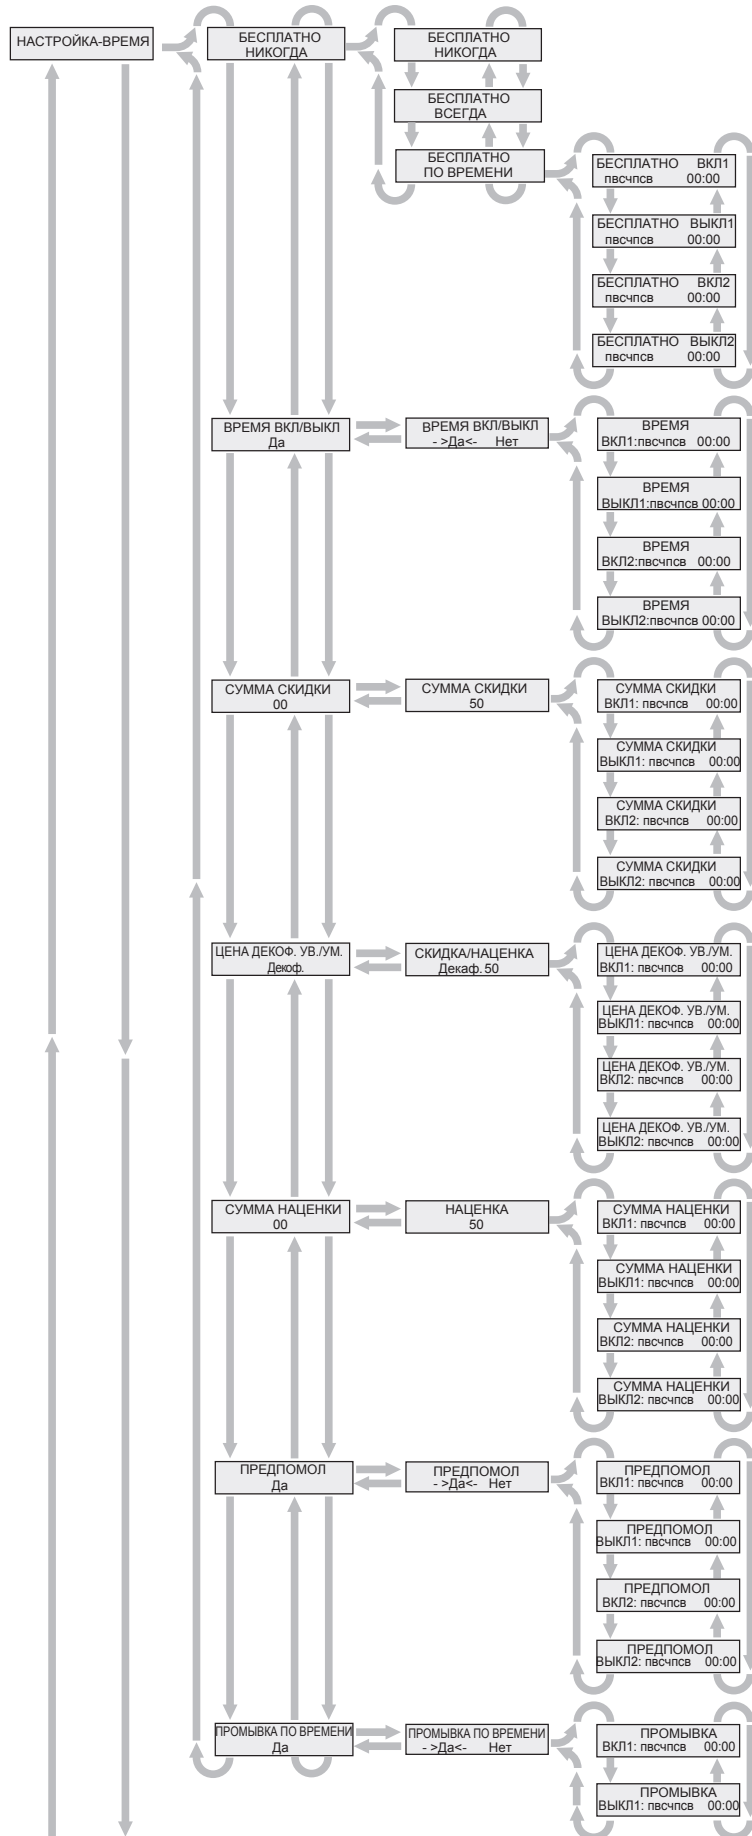 НАСТРОЙКА-ВРЕМЯ
БЕСПЛАТНО
НИКОГДА
БЕСПЛАТНО
НИКОГДА
БЕСПЛАТНО
ВСЕГДА
БЕСПЛАТНО
ПО ВРЕМЕНИ
БЕСПЛАТНО ВКЛ1
пвсчпсв 00:00
БЕСПЛАТНО ВЫКЛ1
пвсчпсв 00:00
БЕСПЛАТНО ВКЛ2
пвсчпсв 00:00
БЕСПЛАТНО ВЫКЛ2
пвсчпсв 00:00
ВРЕМЯ ВКЛ/ВЫКЛ
Да
ВРЕМЯ ВКЛ/ВЫКЛ
- >Да<- Нет
ВРЕМЯ
ВКЛ1:пвсчпсв 00:00
ВРЕМЯ
ВЫКЛ1:пвсчпсв 00:00
ВРЕМЯ
ВКЛ2:пвсчпсв 00:00
ВРЕМЯ
ВЫКЛ2:пвсчпсв 00:00
СУММА СКИДКИ
00
СУММА СКИДКИ
50
СУММА СКИДКИ
ВКЛ1: пвсчпсв 00:00
СУММА СКИДКИ
ВЫКЛ1: пвсчпсв 00:00
СУММА СКИДКИ
ВКЛ2: пвсчпсв 00:00
СУММА СКИДКИ
ВЫКЛ2: пвсчпсв 00:00
ЦЕНА ДЕКОФ. УВ./УМ.
Декоф.
СКИДКА/НАЦЕНКА
Декаф. 50
ЦЕНА ДЕКОФ. УВ./УМ.
ВКЛ1: пвсчпсв 00:00
ЦЕНА ДЕКОФ. УВ./УМ.
ВЫКЛ1: пвсчпсв 00:00
ЦЕНА ДЕКОФ. УВ./УМ.
ВКЛ2: пвсчпсв 00:00
ЦЕНА ДЕКОФ. УВ./УМ.
ВЫКЛ2: пвсчпсв 00:00
СУММА НАЦЕНКИ
00
НАЦЕНКА
50
СУММА НАЦЕНКИ
ВКЛ1: пвсчпсв 00:00
СУММА НАЦЕНКИ
ВЫКЛ1: пвсчпсв 00:00
СУММА НАЦЕНКИ
ВКЛ2: пвсчпсв 00:00
СУММА НАЦЕНКИ
ВЫКЛ2: пвсчпсв 00:00
ПРЕДПОМОЛ
Да
ПРЕДПОМОЛ
- >Да<- Нет
ПРЕДПОМОЛ
ВКЛ1: пвсчпсв 00:00
ПРЕДПОМОЛ
ВЫКЛ1: пвсчпсв 00:00
ПРЕДПОМОЛ
ВКЛ2: пвсчпсв 00:00
ПРЕДПОМОЛ
ВЫКЛ2: пвсчпсв 00:00
ПРОМЫВКА ПО ВРЕМЕНИ
Да
ПРОМЫВКА ПО ВРЕМЕНИ
- >Да<- Нет
ПРОМЫВКА
ВКЛ1: пвсчпсв 00:00
ПРОМЫВКА
ВЫКЛ1: пвсчпсв 00:00